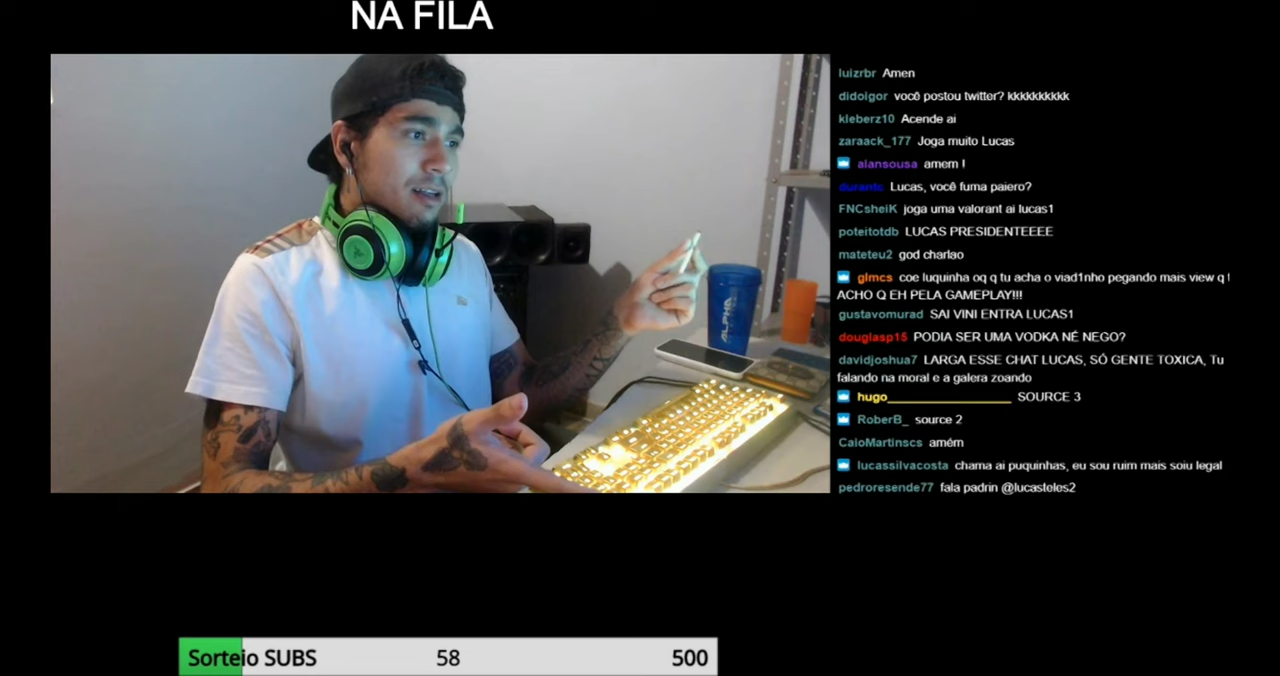 NA FILA
luizrbr Amen
didoigor você postou twitter? kkkkkkkkkk
kleberz10 Acende ai
zaraack_177 Joga muito Lucas
alansousa amem !
durantc Lucas, você fuma paiero?
FNCsheiK joga uma valorant ai lucas1
poteitotdb LUCAS PRESIDENTEEEE
mateteu2 god charlao
glmcs coe luquinha oq q tu acha o viad1nho pegando mais view q
ACHO Q EH PELA GAMEPLAY!!!
gustavomurad SAI VINI ENTRA LUCAS1
douglasp15 PODIA SER UMA VODKA NÉ NEGO?
davidjoshua7 LARGA ESSE CHAT LUCAS, SÓ GENTE TOXICA, Tu
falando na moral e a galera zoando
hugo____________________ SOURCE 3
RoberB_ source 2
CaioMartinscs amém
lucassilvacosta chama ai puquinhas, eu sou ruim mais soiu legal
pedroresende77 fala padrin @lucasteles2
ALPHA
Sorteio SUBS 58 500